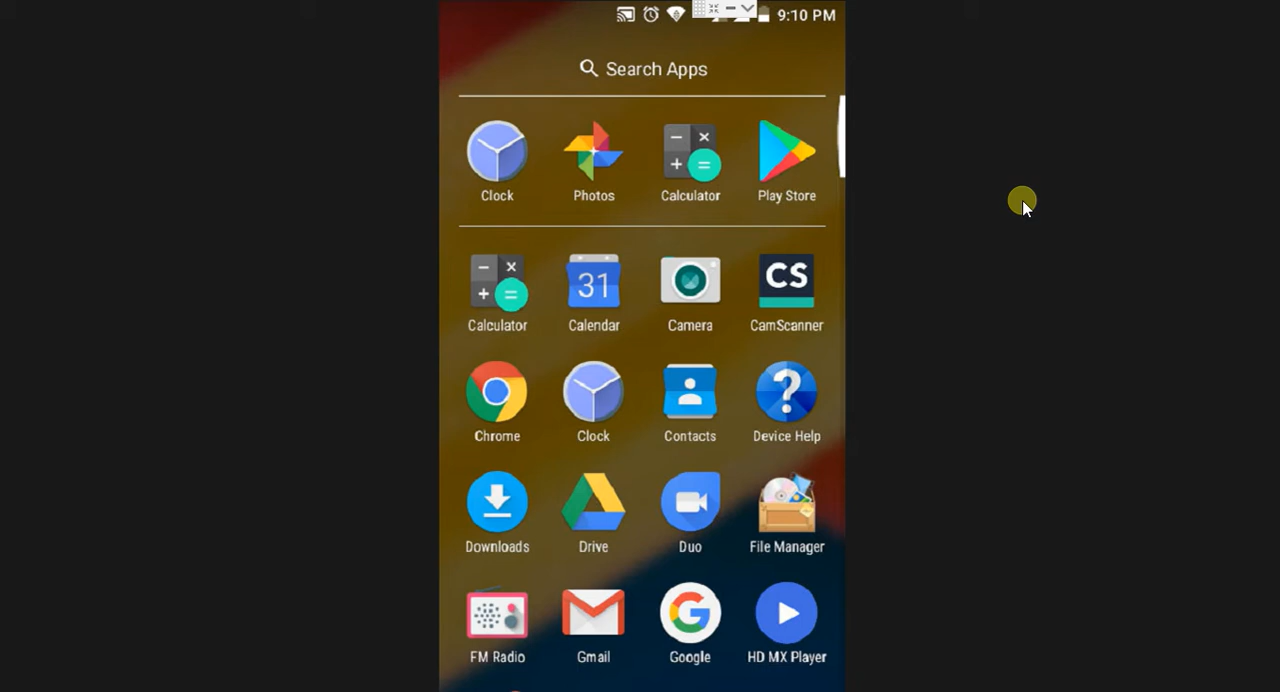 9:10 PM
Search Apps
Clock Photos Calculator Play Store
31 CS
Calculator Calendar Camera CamScanner
Chrome Clock Contacts Device Help
Downloads Drive Duo File Manager
FM Radio Gmail Google HD MX Player